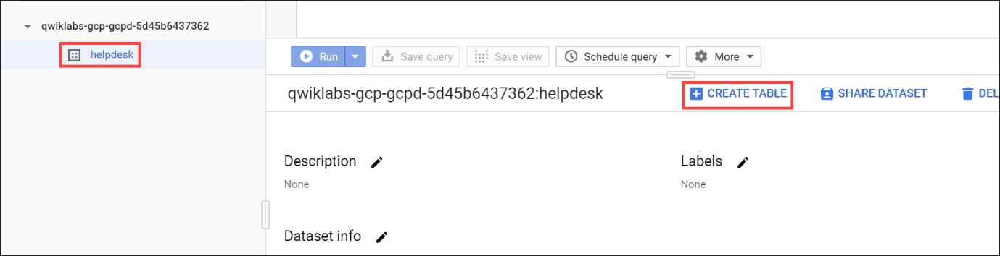 qwiklabs-gcp-gcpd-5d45b6437362
helpdesk
Run
Save query
Save view
Schedule query
More
qwiklabs-gcp-gcpd-5d45b6437362:helpdesk
CREATE TABLE
SHARE DATASET
DEL
Description
Labels
None
None
Dataset info